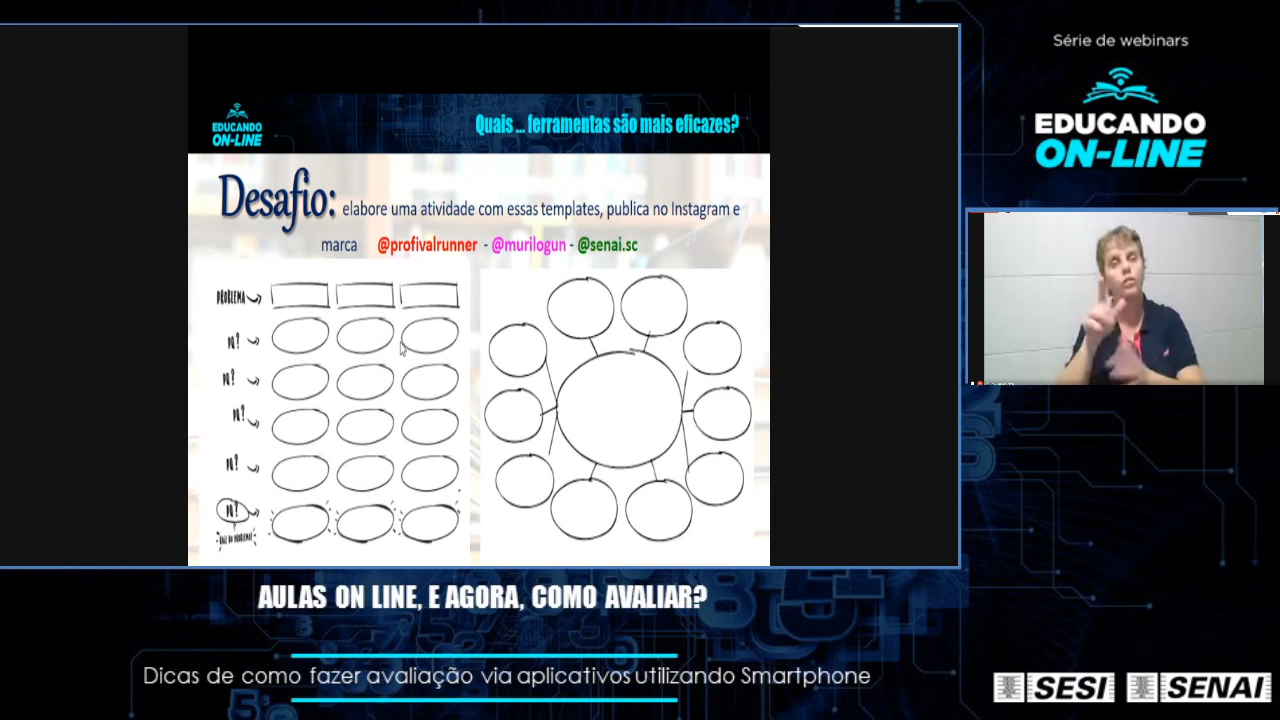 Série de webinars
EDUCANDO
ON-LINE
EDUCANDO
ON-LINE
Quais ... ferramentas são mais eficazes?
Desafio: elabore uma atividade com essas templates, publica no Instagram e
marca @profivalrunner - @murilogun - @senai.sc
PROBLEMA
AULAS ON LINE, E AGORA, COMO AVALIAR?
Dicas de como fazer avaliação via aplicativos utilizando Smartphone
SESI SENAI